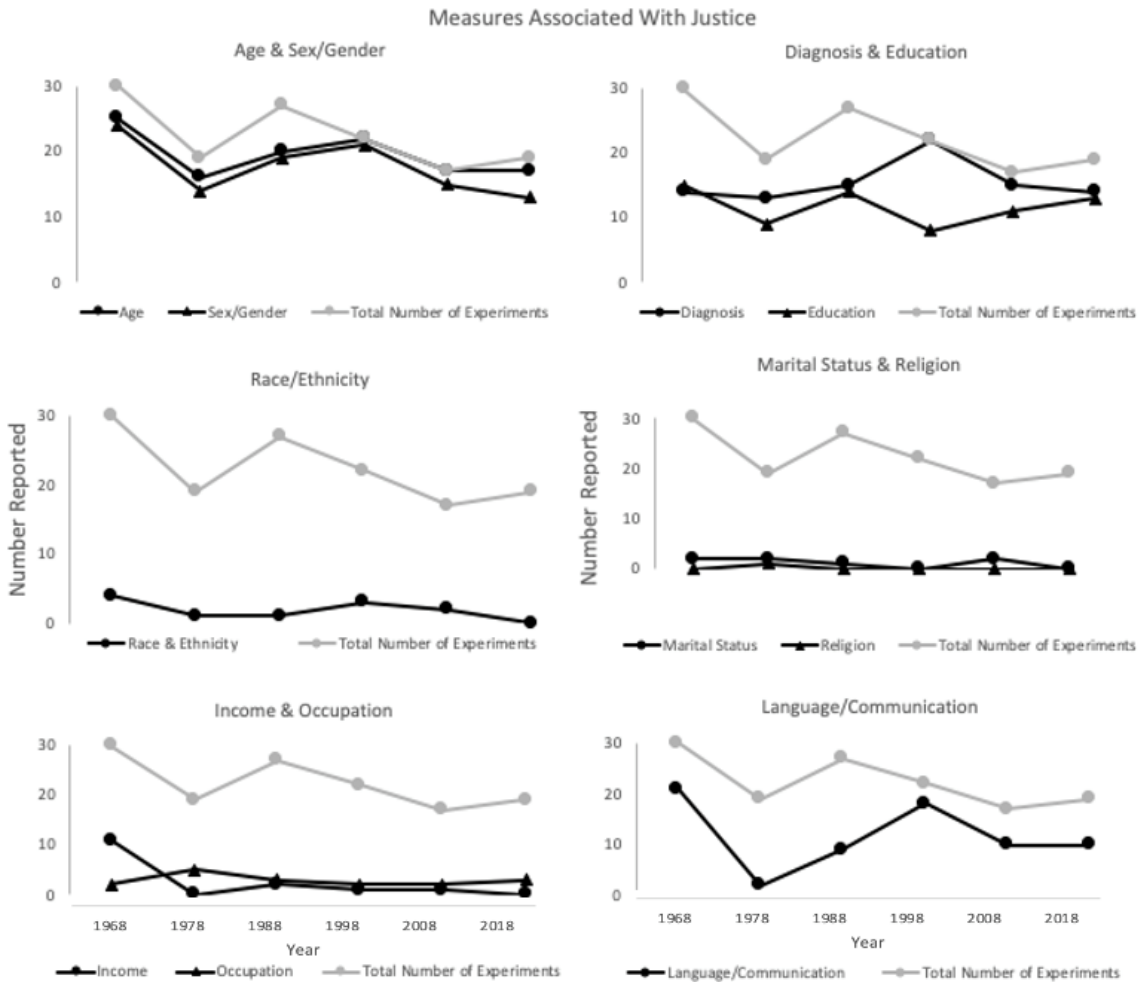 Measures Associated With Justice
Age & Sex/Gender
30
20
10
0
Age Sex/Gender Total Number of Experiments
Diagnosis & Education
30
20
10
0
Diagnosis Education Total Number of Experiments
Race/Ethnicity
Number Reported
30
20
10
0
Race & Ethnicity Total Number of Experiments
Marital Status & Religion
Number Reported
30
20
10
0
Marital Status Religion Total Number of Experiments
Income & Occupation
30
20
10
0
1968 1978 1988 1998 2008 2018
Year
Income Occupation Total Number of Experiments
Language/Communication
30
20
10
0
1968 1978 1988 1998 2008 2018
Year
Language/Communication Total Number of Experiments